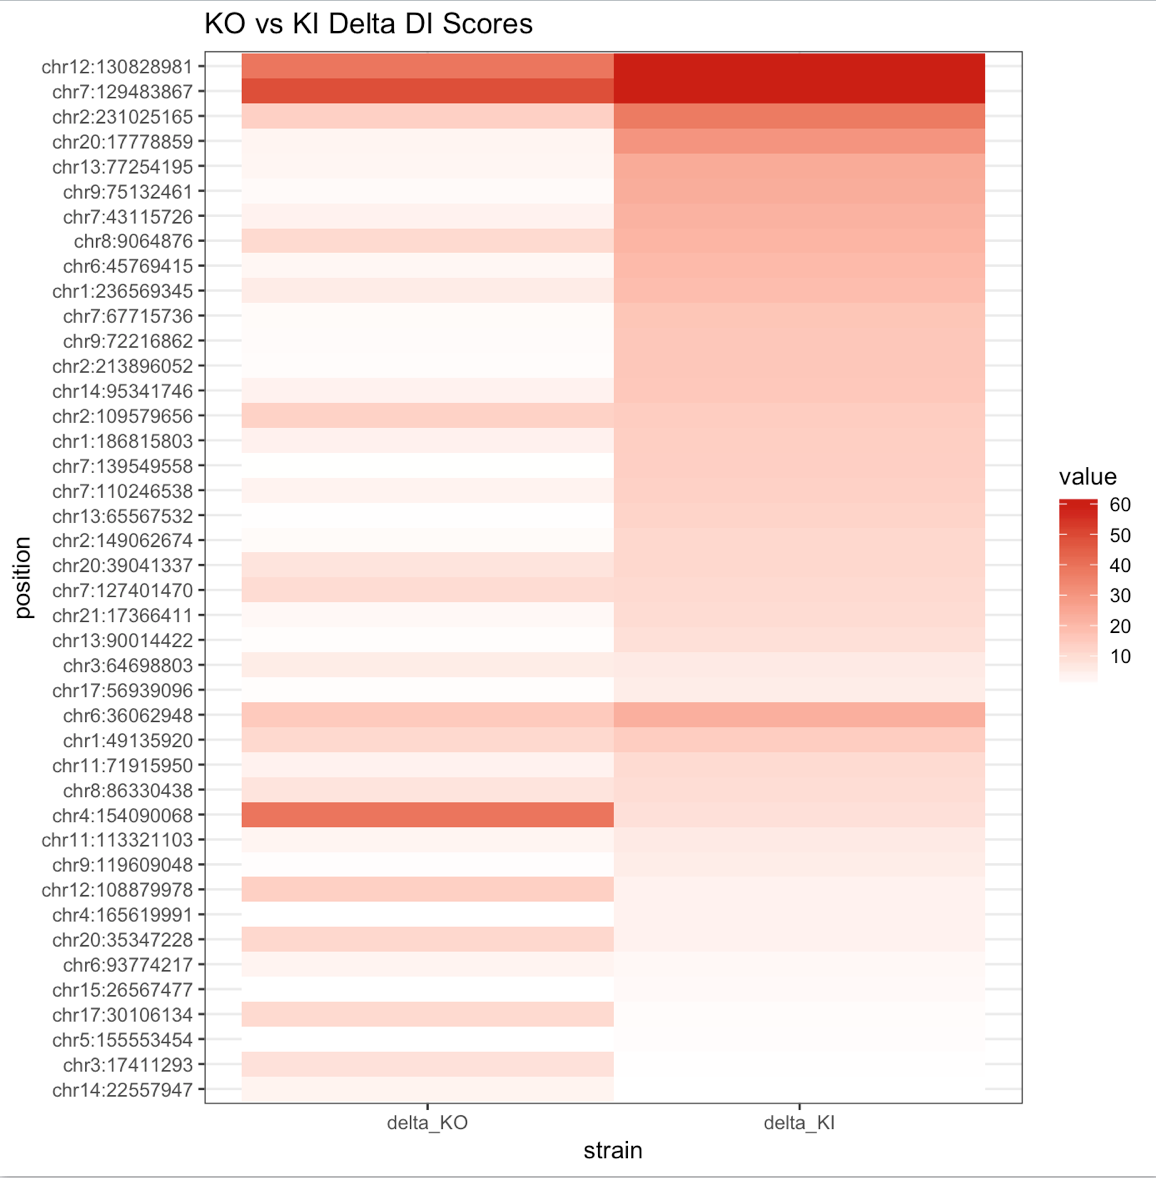 KO vs KI Delta DI Scores
chr12:130828981
chr7:129483867
chr2:231025165
chr20:17778859
chr13:77254195
chr9:75132461
chr7:43115726
chr8:9064876
chr6:45769415
chr1:236569345
chr7:67715736
chr9:72216862
chr2:213896052
chr14:95341746
chr2:109579656
chr1:186815803
chr7:139549558
chr7:110246538
chr13:65567532
chr2:149062674
chr20:39041337
chr7:127401470
chr21:17366411
chr13:90014422
chr3:64698803
chr17:56939096
chr6:36062948
chr1:49135920
chr11:71915950
chr8:86330438
chr4:154090068
chr11:113321103
chr9:119609048
chr12:108879978
chr4:165619991
chr20:35347228
chr6:93774217
chr15:26567477
chr17:30106134
chr5:155553454
chr3:17411293
chr14:22557947
position
delta_KO
delta_KI
strain
value
60
50
40
30
20
10